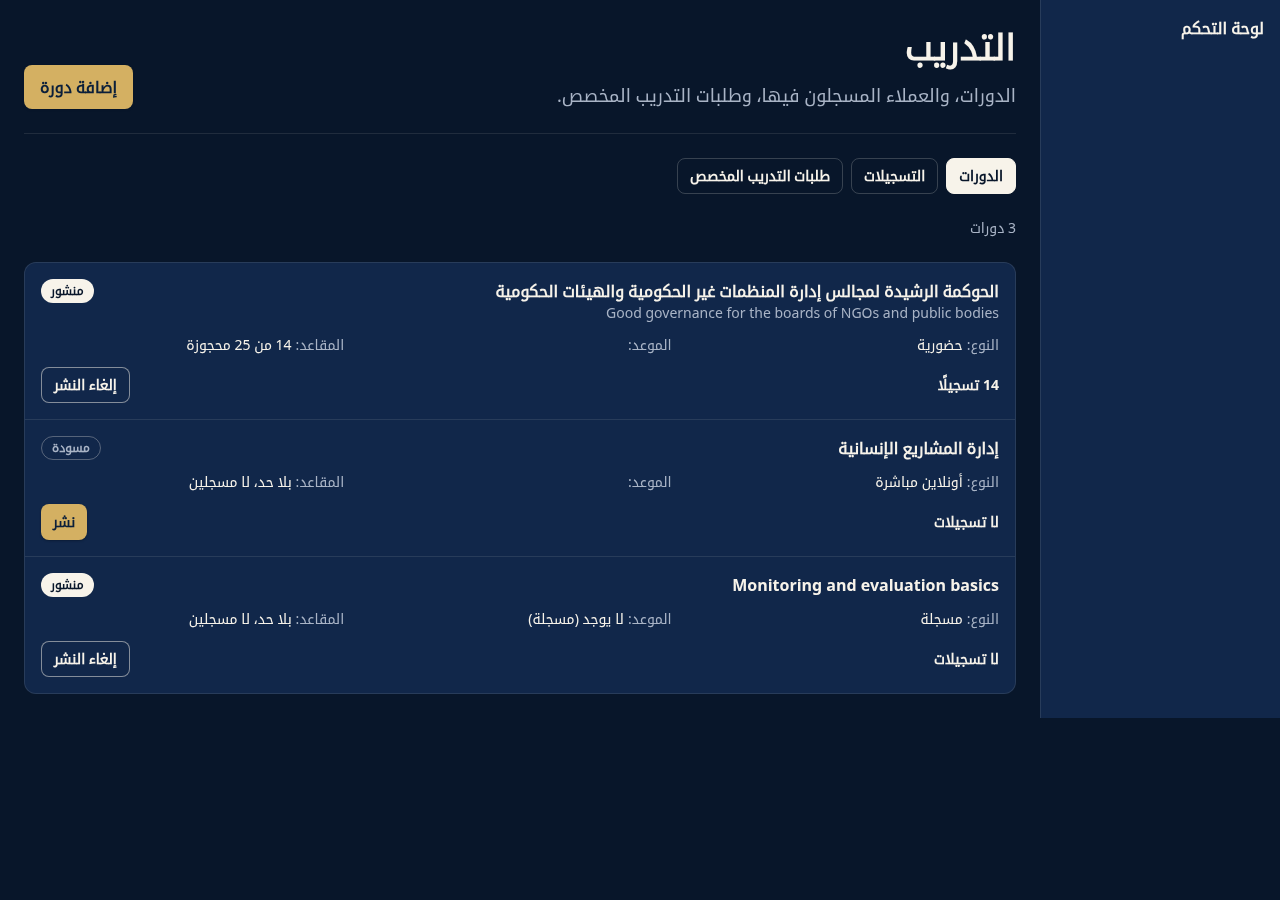 لوحة التحكم
التدريب
الدورات، والعملاء المسجلون فيها، وطلبات التدريب المخصص.
إضافة دورة
الدورات
التسجيلات
طلبات التدريب المخصص
3 دورات
الحوكمة الرشيدة لمجالس إدارة المنظمات غير الحكومية والهيئات الحكومية
منشور
Good governance for the boards of NGOs and public bodies
النوع: حضورية
الموعد:
المقاعد: 14 من 25 محجوزة
14 تسجيلًا
إلغاء النشر
إدارة المشاريع الإنسانية
مسودة
النوع: أونلاين مباشرة
الموعد:
المقاعد: بلا حد، لا مسجلين
لا تسجيلات
نشر
Monitoring and evaluation basics
منشور
النوع: مسجلة
الموعد: لا يوجد (مسجلة)
المقاعد: بلا حد، لا مسجلين
لا تسجيلات
إلغاء النشر